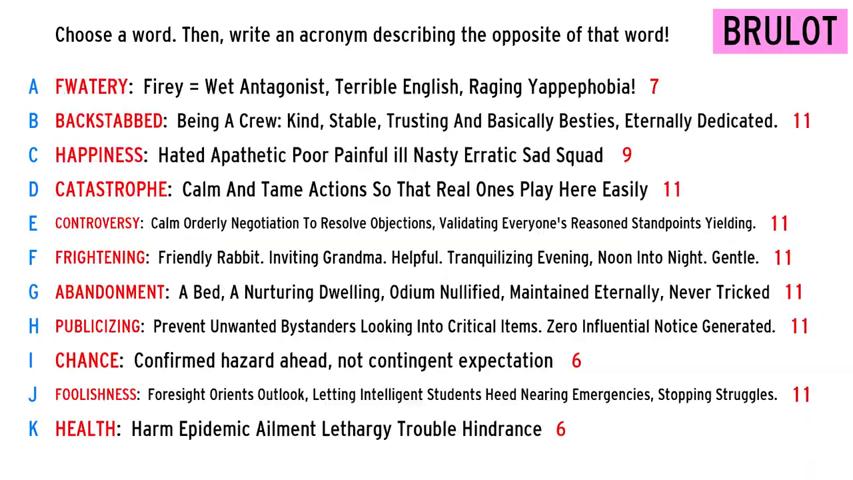 Choose a word. Then, write an acronym describing the opposite of that word!
BRULOT
A FWATERY: Firey = Wet Antagonist, Terrible English, Raging Yappephobia! 7
B BACKSTABBED: Being A Crew: Kind, Stable, Trusting And Basically Besties, Eternally Dedicated. 11
C HAPPINESS: Hated Apathetic Poor Painful ill Nasty Erratic Sad Squad 9
D CATASTROPHE: Calm And Tame Actions So That Real Ones Play Here Easily 11
E CONTROVERSY: Calm Orderly Negotiation To Resolve Objections, Validating Everyone's Reasoned Standpoints Yielding. 11
F FRIGHTENING: Friendly Rabbit. Inviting Grandma. Helpful. Tranquilizing Evening, Noon Into Night. Gentle. 11
G ABANDONMENT: A Bed, A Nurturing Dwelling, Odium Nullified, Maintained Eternally, Never Tricked 11
H PUBLICIZING: Prevent Unwanted Bystanders Looking Into Critical Items. Zero Influential Notice Generated. 11
I CHANCE: Confirmed hazard ahead, not contingent expectation 6
J FOOLISHNESS: Foresight Orients Outlook, Letting Intelligent Students Heed Nearing Emergencies, Stopping Struggles. 11
K HEALTH: Harm Epidemic Ailment Lethargy Trouble Hindrance 6